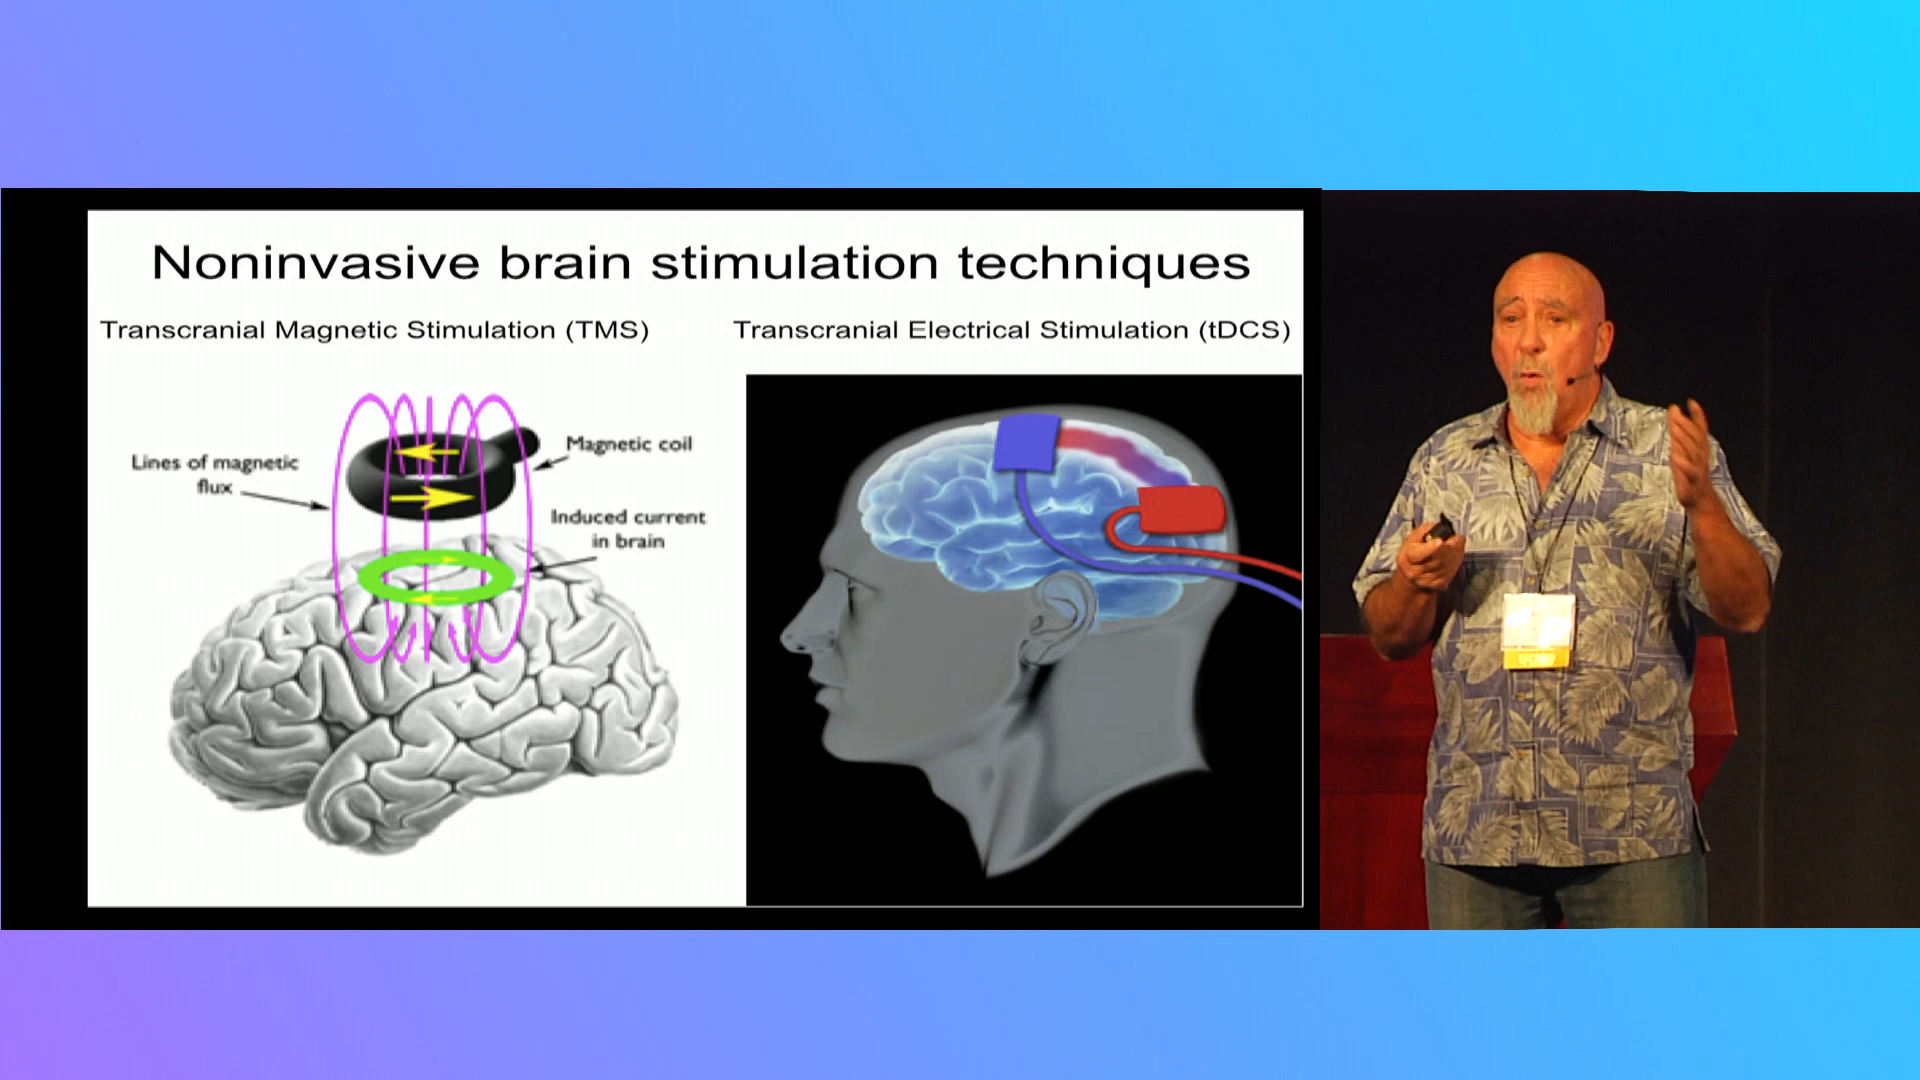 Noninvasive brain stimulation techniques
Transcranial Magnetic Stimulation (TMS)
Transcranial Electrical Stimulation (tDCS)
Lines of magnetic
flux
Magnetic coil
Induced current
in brain